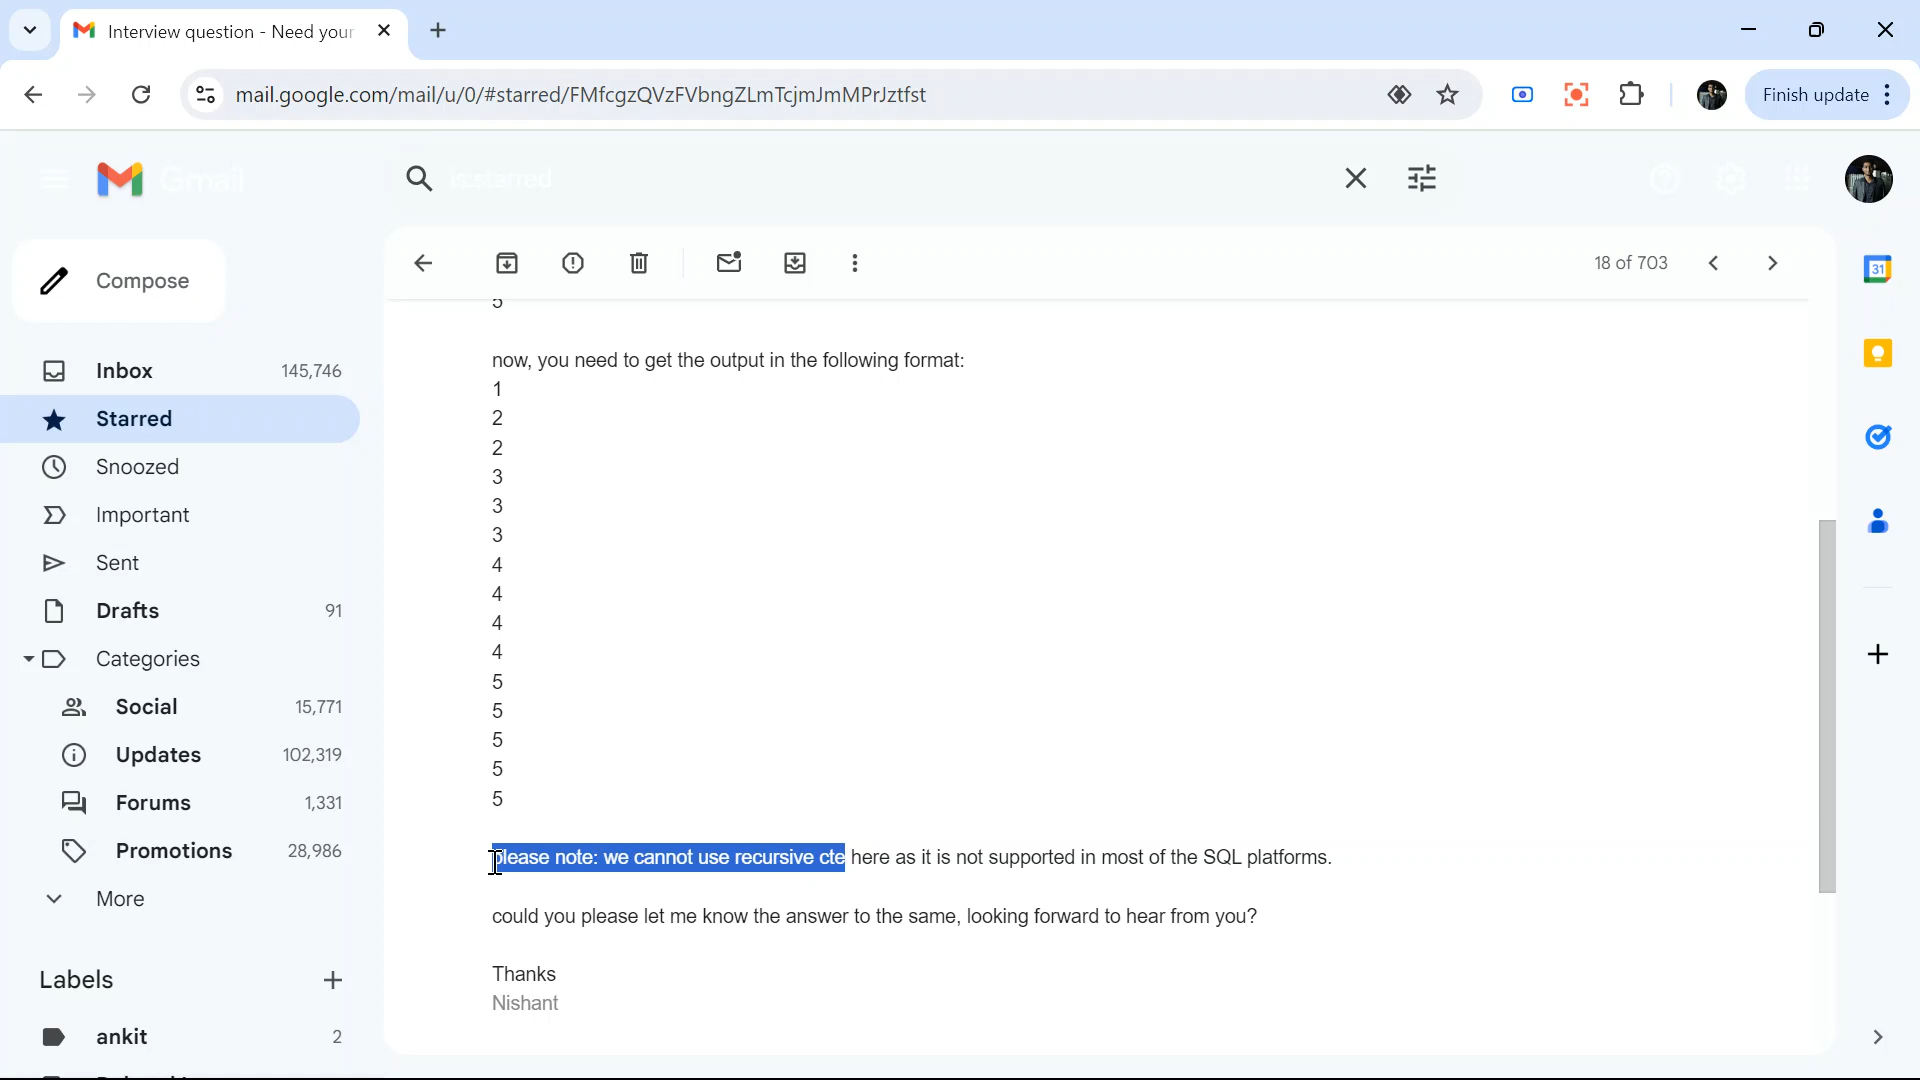 Interview question - Need your
mail.google.com/mail/u/0/#starred/FMfcgzQVzFVbngZLmTcjmJmMPrJztfst
Finish update
Gmail
is:starred
Compose
18 of 703
31
Inbox 145,746
Starred
Snoozed
Important
Sent
Drafts 91
Categories
Social 15,771
Updates 102,319
Forums 1,331
Promotions 28,986
More
Labels
ankit 2
5
now, you need to get the output in the following format:
1
2
2
3
3
3
4
4
4
4
5
5
5
5
5
please note: we cannot use recursive cte here as it is not supported in most of the SQL platforms.
could you please let me know the answer to the same, looking forward to hear from you?
Thanks
Nishant